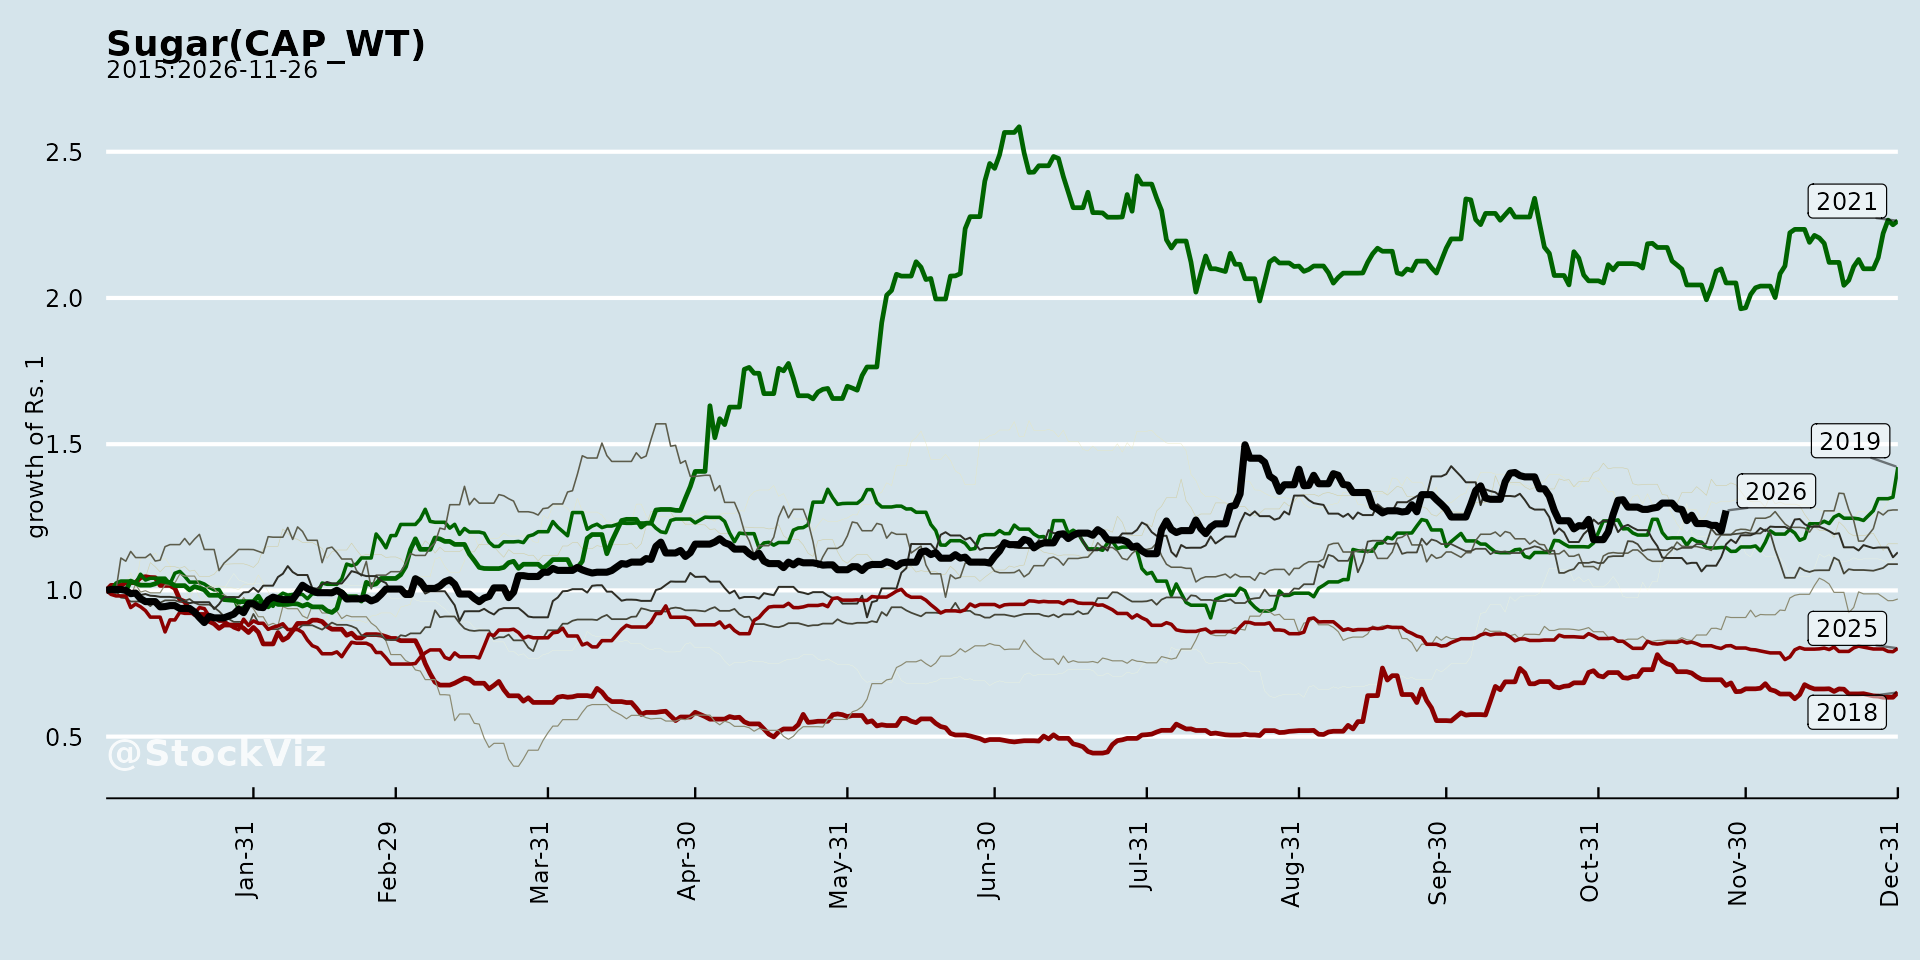 Sugar(CAP_WT)
2015:2026-11-26
growth of Rs. 1
2.5
2.0
1.5
1.0
0.5
2021
2019
2026
2025
2018
@StockViz
Jan-31
Feb-29
Mar-31
Apr-30
May-31
Jun-30
Jul-31
Aug-31
Sep-30
Oct-31
Nov-30
Dec-31